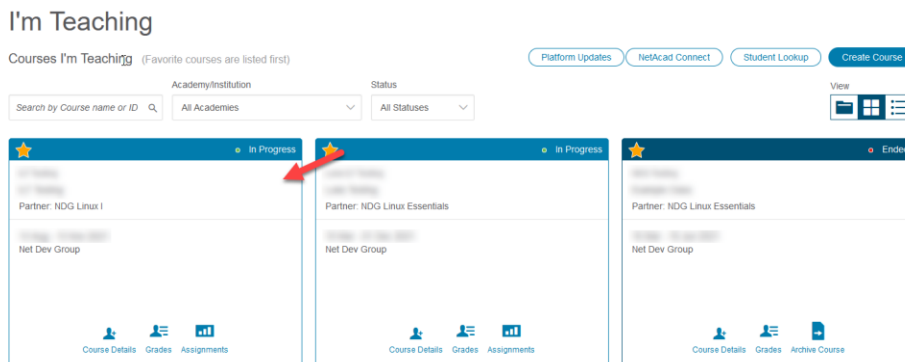 I'm Teaching
Courses I'm Teaching (Favorite courses are listed first)
Platform Updates NetAcad Connect Student Lookup Create Course
Academy/Institution Status View
Search by Course name or ID All Academies All Statuses
In Progress In Progress Ended
Partner: NDG Linux I Partner: NDG Linux Essentials Partner: NDG Linux Essentials
Net Dev Group Net Dev Group Net Dev Group
Course Details Grades Assignments Course Details Grades Assignments Course Details Grades Archive Course